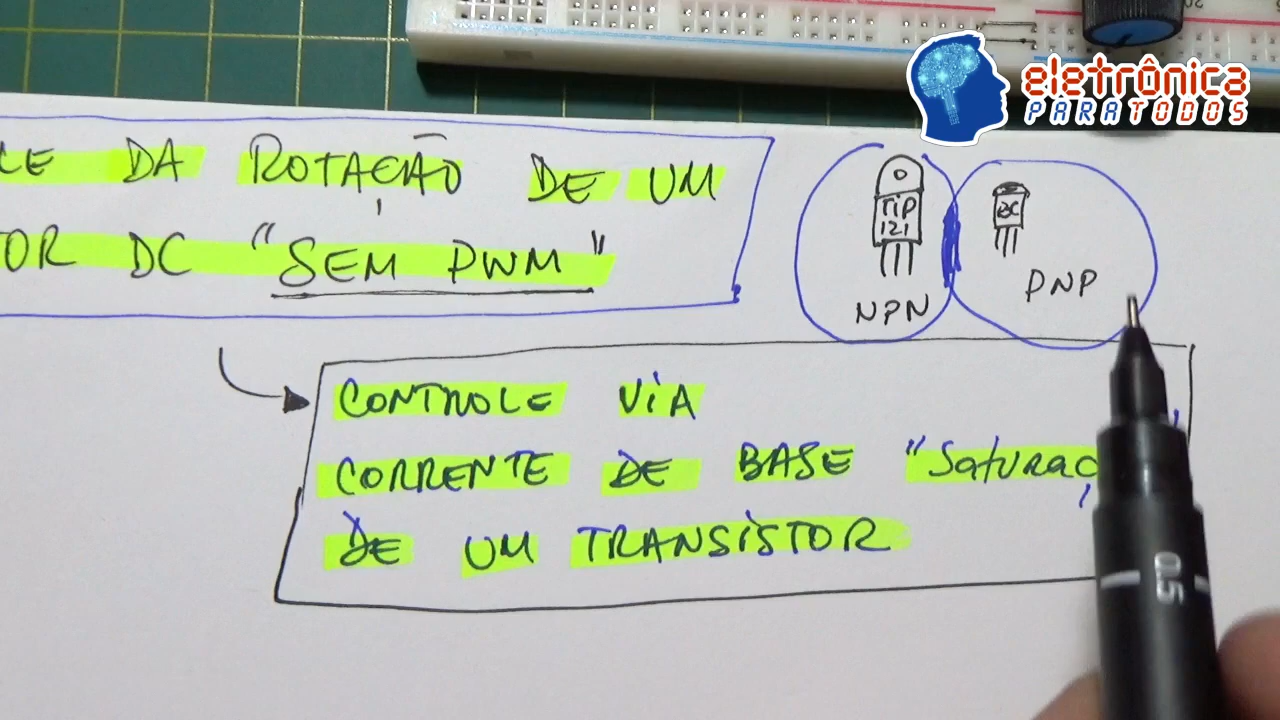 eletrônica
PARATODOS
LE DA ROTAÇÃO DE UM
TOR DC "SEM PWM"
TIP
121
NPN
BC
PNP
CONTROLE VIA
CORRENTE DE BASE "Saturaç
DE UM TRANSISTOR
0.5